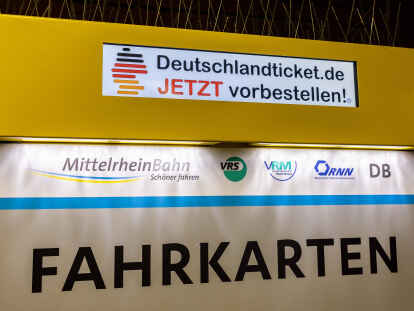 Deutschlandticket.de
JETZT vorbestellen!
MittelrheinBahn
Schöner fahren
VRS
VRM
RNN
DB
FAHRKARTEN